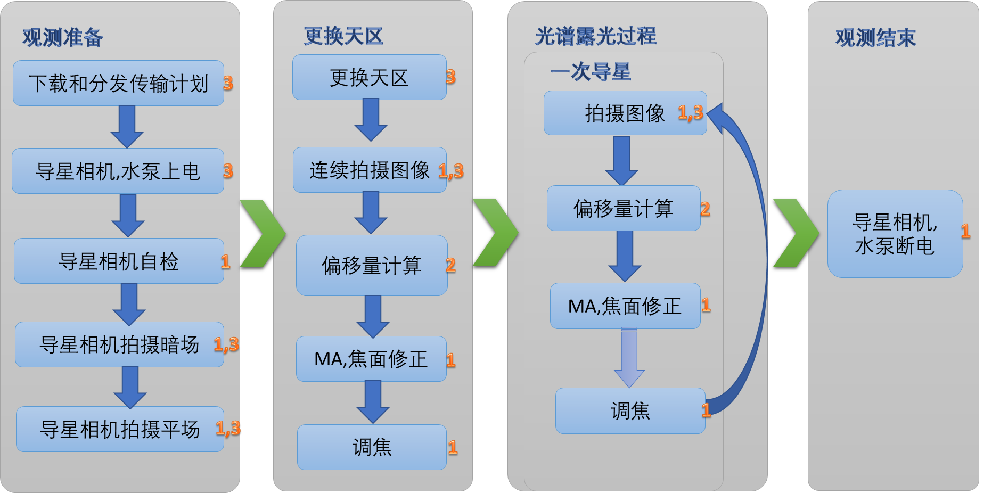 观测准备
下载和分发传输计划 3
导星相机,水泵上电 3
导星相机自检 1
导星相机拍摄暗场 1,3
导星相机拍摄平场 1,3
更换天区
更换天区 3
连续拍摄图像 1,3
偏移量计算 2
MA,焦面修正 1
调焦 1
光谱露光过程
一次导星
拍摄图像 1,3
偏移量计算 2
MA,焦面修正 1
调焦 1
观测结束
导星相机,
水泵断电 1